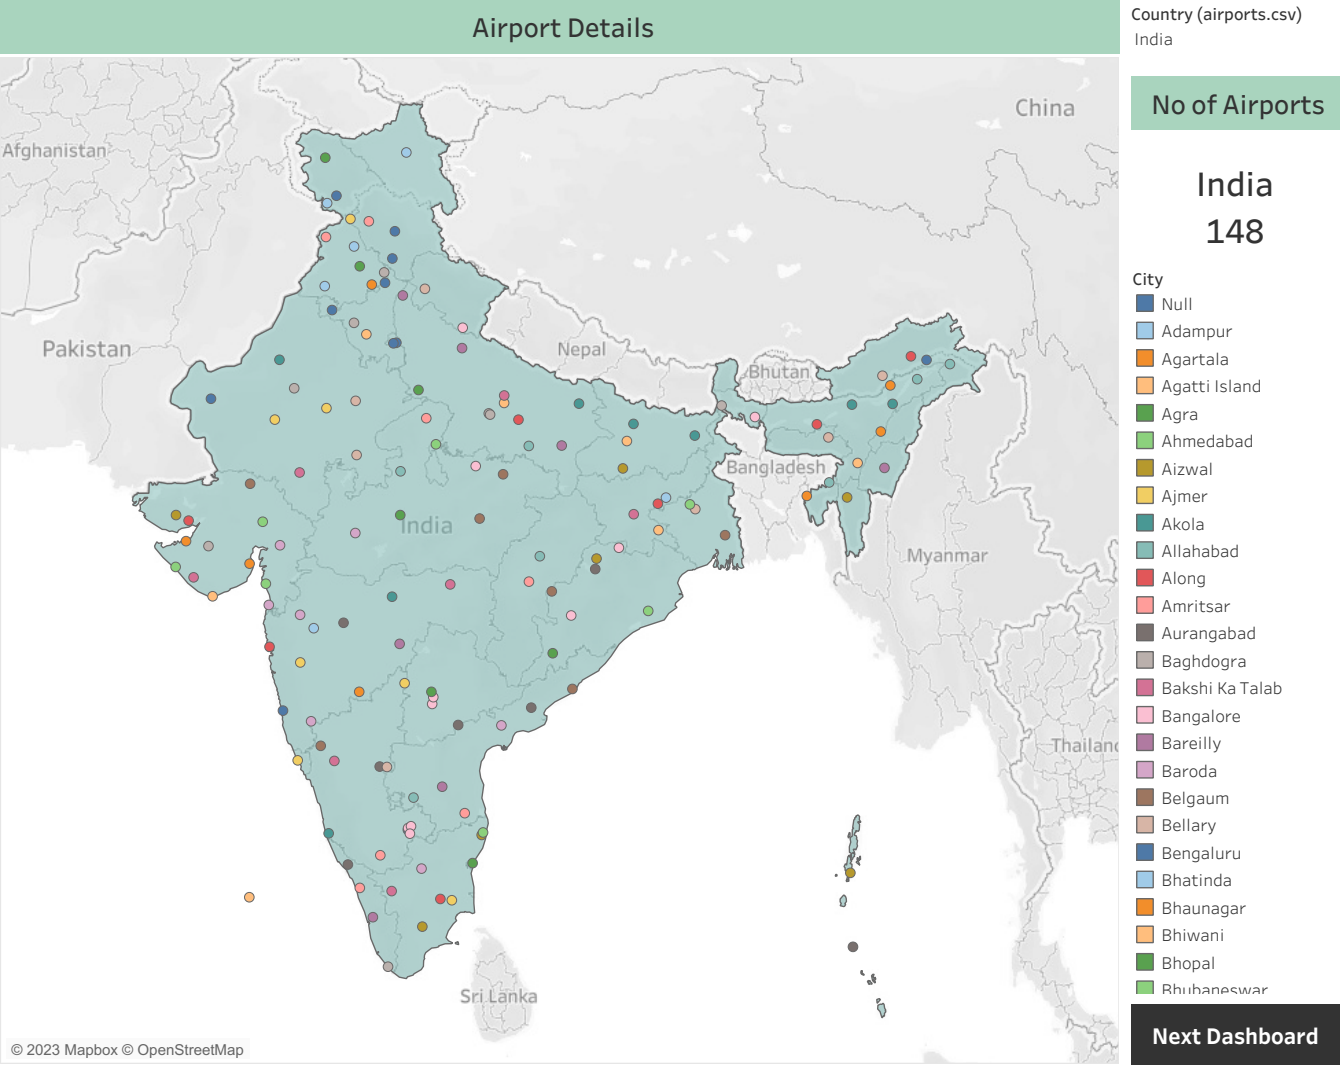 Airport Details
Country (airports.csv)
India
No of Airports
India
148
City
Null
Adampur
Agartala
Agatti Island
Agra
Ahmedabad
Aizwal
Ajmer
Akola
Allahabad
Along
Amritsar
Aurangabad
Baghdogra
Bakshi Ka Talab
Bangalore
Bareilly
Baroda
Belgaum
Bellary
Bengaluru
Bhatinda
Bhaunagar
Bhiwani
Bhopal
Bhubaneswar
Next Dashboard
China
Afghanistan
Pakistan
Nepal
Bhutan
Bangladesh
India
Myanmar
Thailand
Sri Lanka
© 2023 Mapbox © OpenStreetMap